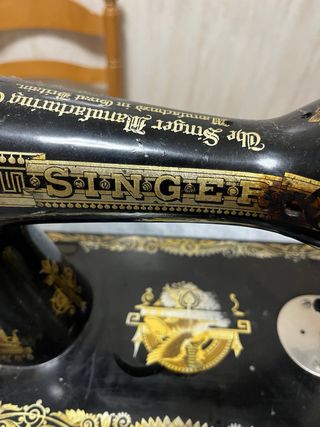 The Singer Manufacturing
Manufactured in Great Britain.
SINGER